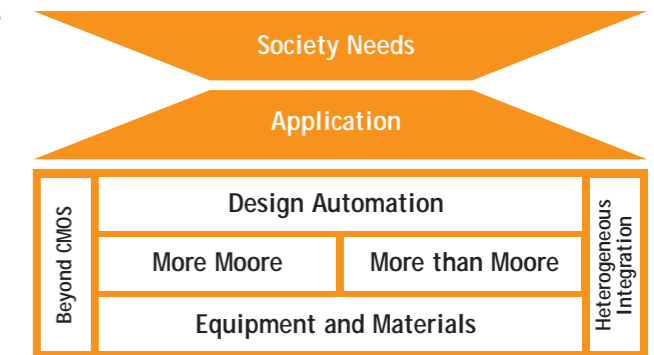 Society Needs
Application
Beyond CMOS
Design Automation
More Moore
More than Moore
Equipment and Materials
Heterogeneous
Integration